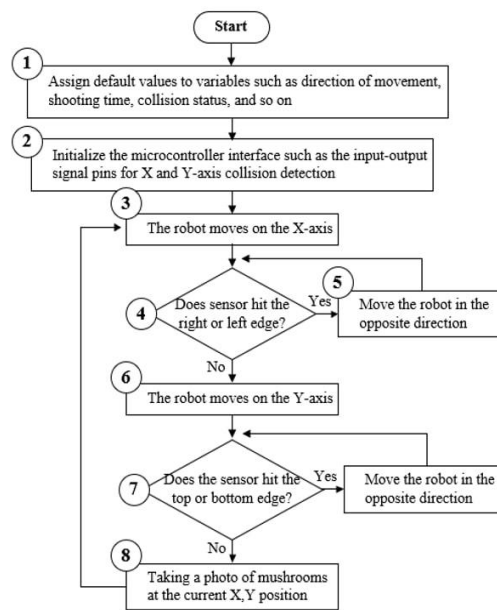 Start
1
Assign default values to variables such as direction of movement,
shooting time, collision status, and so on
2
Initialize the microcontroller interface such as the input-output
signal pins for X and Y-axis collision detection
3
The robot moves on the X-axis
4
Does sensor hit the
right or left edge?
Yes
5
Move the robot in the
opposite direction
No
6
The robot moves on the Y-axis
7
Does the sensor hit the
top or bottom edge?
Yes
Move the robot in the
opposite direction
No
8
Taking a photo of mushrooms
at the current X,Y position